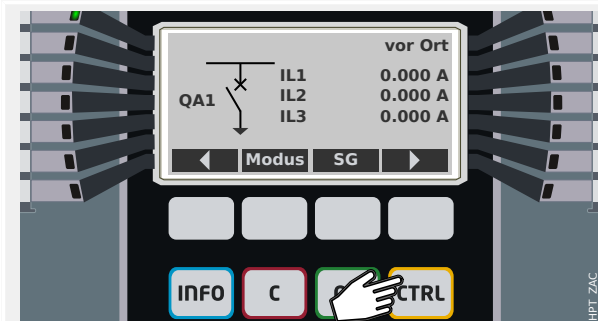 vor Ort
IL1 0.000 A
QA1 IL2 0.000 A
IL3 0.000 A
Modus SG
INFO C CTRL
HPT ZAC